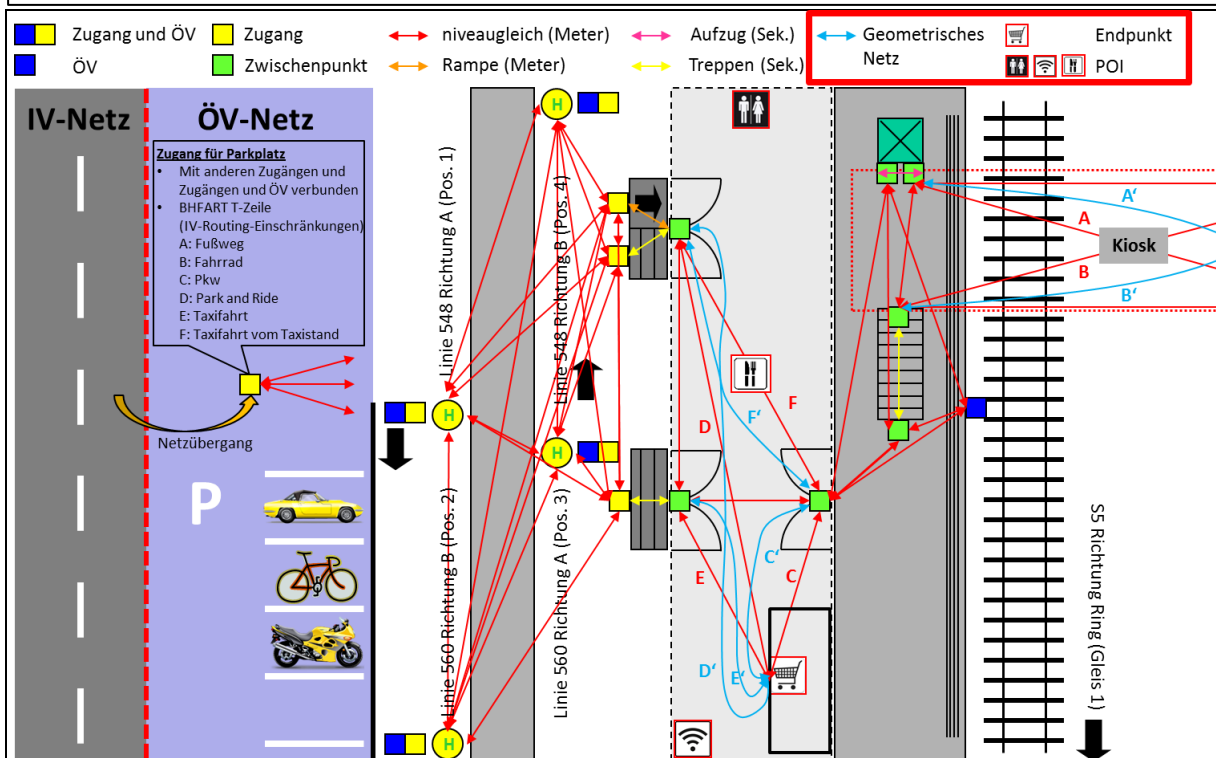 Zugang und ÖV
Zugang
niveaugleich (Meter)
Aufzug (Sek.)
Geometrisches
Netz
Endpunkt
ÖV
Zwischenpunkt
Rampe (Meter)
Treppen (Sek.)
POI
IV-Netz
ÖV-Netz
Zugang für Parkplatz
• Mit anderen Zugängen und
Zugängen und ÖV verbunden
• BHFART T-Zeile
(IV-Routing-Einschränkungen)
A: Fußweg
B: Fahrrad
C: Pkw
D: Park and Ride
E: Taxifahrt
F: Taxifahrt vom Taxistand
Netzübergang
P
Linie 548 Richtung A (Pos. 1)
Linie 560 Richtung B (Pos. 2)
Linie 548 Richtung B (Pos. 4)
Linie 560 Richtung A (Pos. 3)
H
H
H
H
D
F
F'
E
C
C'
D'
E'
A'
A
Kiosk
B
B'
S5 Richtung Ring (Gleis 1)